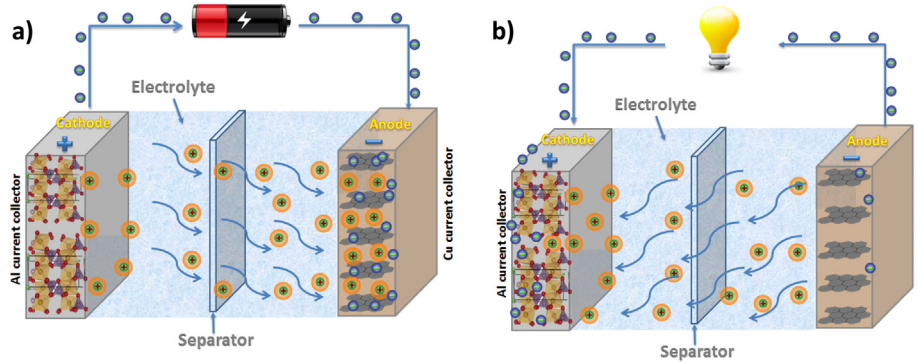 a)
Electrolyte
Cathode
+
Anode
-
Al current collector
Cu current collector
Separator
b)
Electrolyte
Cathode
+
Anode
-
Al current collector
Separator